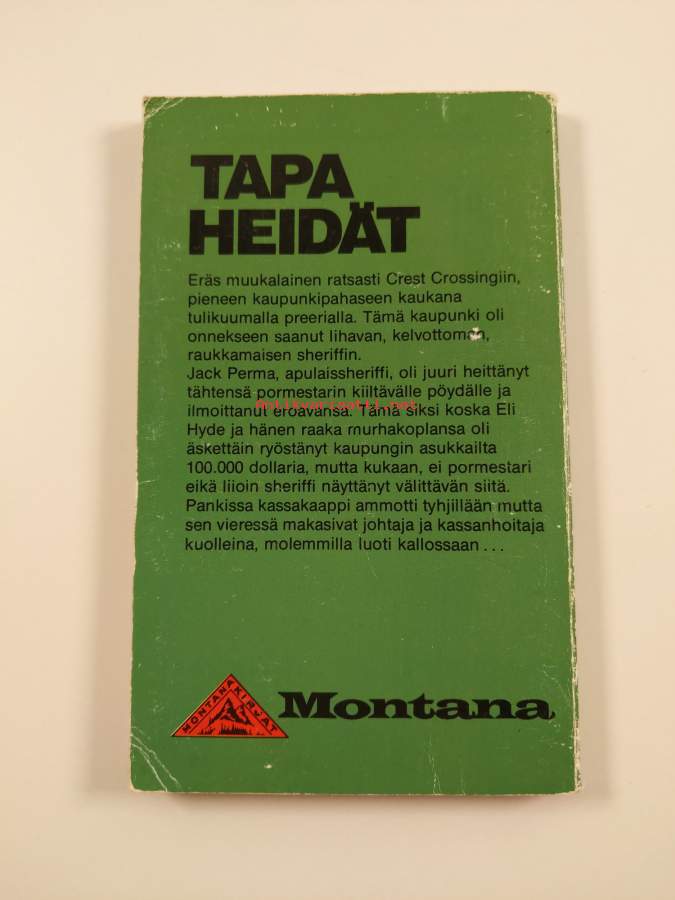 TAPA
HEIDÄT
Eräs muukalainen ratsasti Crest Crossingiin,
pieneen kaupunkipahaseen kaukana
tulikuumalla preerialla. Tämä kaupunki oli
onnekseen saanut lihavan, kelvottoman,
raukkamaisen sheriffin.
Jack Perma, apulaissheriffi, oli juuri heittänyt
tähtensä pormestarin kiiltävälle pöydälle ja
ilmoittanut eroavansa. Tämä siksi koska Eli
Hyde ja hänen raaka murhakoplansa oli
äskettäin ryöstänyt kaupungin asukkailta
100.000 dollaria, mutta kukaan, ei pormestari
eikä liioin sheriffi näyttänyt välittävän siitä.
Pankissa kassakaappi ammotti tyhjillään mutta
sen vieressä makasivat johtaja ja kassanhoitaja
kuolleina, molemmilla luoti kallossaan ...
Antikvariaatti.net
MONTANA KIRJAT
Montana